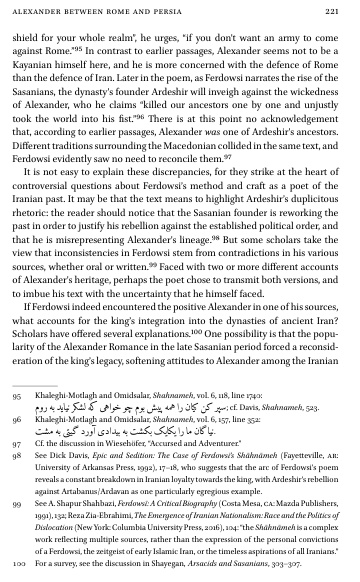 ALEXANDER BETWEEN ROME AND PERSIA 221
shield for your whole realm”, he urges, “if you don’t want an army to come
against Rome.”95 In contrast to earlier passages, Alexander seems not to be a
Kayanian himself here, and he is more concerned with the defence of Rome
than the defence of Iran. Later in the poem, as Ferdowsi narrates the rise of the
Sasanians, the dynasty’s founder Ardeshir will inveigh against the wickedness
of Alexander, who he claims “killed our ancestors one by one and unjustly
took the world into his fist.”96 There is at this point no acknowledgement
that, according to earlier passages, Alexander was one of Ardeshir’s ancestors.
Different traditions surrounding the Macedonian collided in the same text, and
Ferdowsi evidently saw no need to reconcile them.97
It is not easy to explain these discrepancies, for they strike at the heart of
controversial questions about Ferdowsi’s method and craft as a poet of the
Iranian past. It may be that the text means to highlight Ardeshir’s duplicitous
rhetoric: the reader should notice that the Sasanian founder is reworking the
past in order to justify his rebellion against the established political order, and
that he is misrepresenting Alexander’s lineage.98 But some scholars take the
view that inconsistencies in Ferdowsi stem from contradictions in his various
sources, whether oral or written.99 Faced with two or more different accounts
of Alexander’s heritage, perhaps the poet chose to transmit both versions, and
to imbue his text with the uncertainty that he himself faced.
If Ferdowsi indeed encountered the positive Alexander in one of his sources,
what accounts for the king’s integration into the dynasties of ancient Iran?
Scholars have offered several explanations.100 One possibility is that the popu-
larity of the Alexander Romance in the late Sasanian period forced a reconsid-
eration of the king’s legacy, softening attitudes to Alexander among the Iranian
95 Khaleghi-Motlagh and Omidsalar, Shahnameh, vol. 6, 118, line 1740:
سپر کن کیان را همه پیش بوم چو خواهی که لشکر نیاید به روم; cf. Davis, Shahnameh, 523.
96 Khaleghi-Motlagh and Omidsalar, Shahnameh, vol. 6, 157, line 352:
نیاگان ما را یکایک بکشت به بیدادی آورد گیتی به مشت.
97 Cf. the discussion in Wiesehöfer, “Accursed and Adventurer.”
98 See Dick Davis, Epic and Sedition: The Case of Ferdowsi’s Shāhnāmeh (Fayetteville, AR:
University of Arkansas Press, 1992), 17–18, who suggests that the arc of Ferdowsi’s poem
reveals a constant breakdown in Iranian loyalty towards the king, with Ardeshir’s rebellion
against Artabanus/Ardavan as one particularly egregious example.
99 See A. Shapur Shahbazi, Ferdowsi: A Critical Biography (Costa Mesa, CA: Mazda Publishers,
1991), 132; Reza Zia-Ebrahimi, The Emergence of Iranian Nationalism: Race and the Politics of
Dislocation (New York: Columbia University Press, 2016), 104: “the Shāhnāmeh is a complex
work reflecting multiple sources, rather than the expression of the personal convictions
of a Ferdowsi, the zeitgeist of early Islamic Iran, or the timeless aspirations of all Iranians.”
100 For a survey, see the discussion in Shayegan, Arsacids and Sasanians, 303–307.